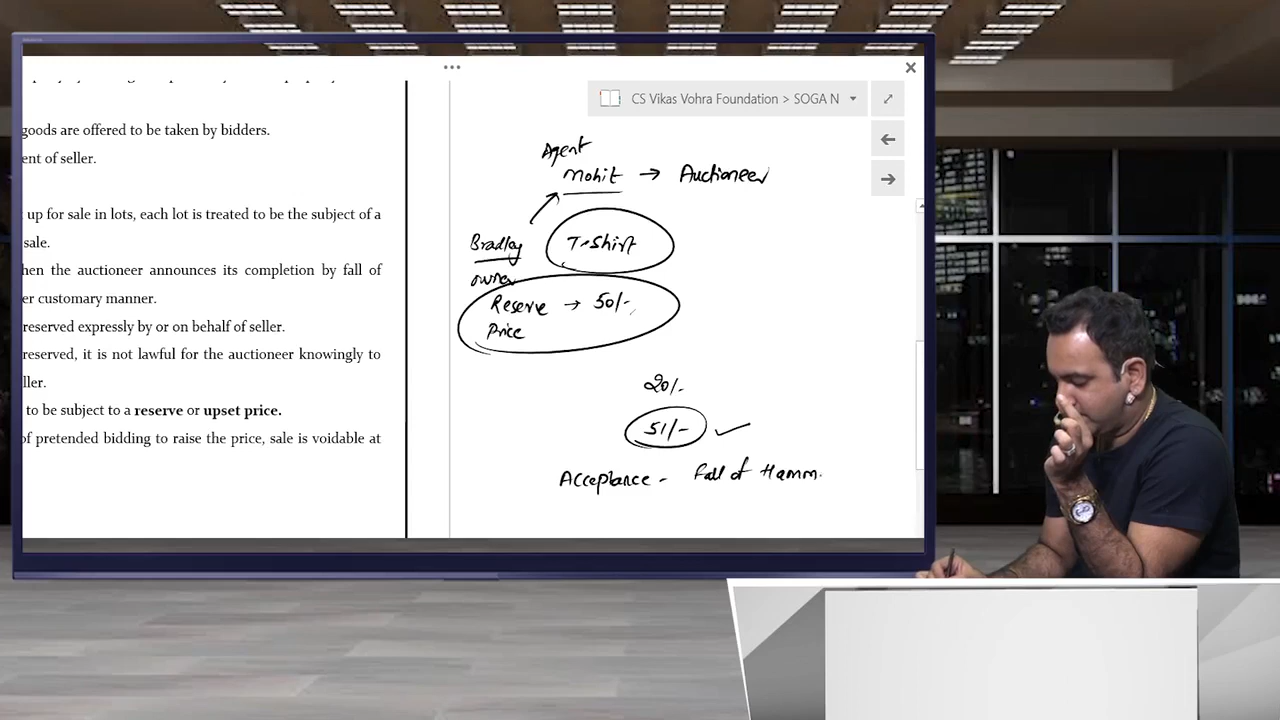 goods are offered to be taken by bidders.
ent of seller.
up for sale in lots, each lot is treated to be the subject of a
sale.
hen the auctioneer announces its completion by fall of
er customary manner.
reserved expressly by or on behalf of seller.
reserved, it is not lawful for the auctioneer knowingly to
ller.
to be subject to a reserve or upset price.
of pretended bidding to raise the price, sale is voidable at
CS Vikas Vohra Foundation > SOGA N
Agent
Mohit → Auctioneer
Bradley T-Shirt
owner
Reserve → 50/-
Price
20/-
51/-
Acceptance - Fall of Hamm.